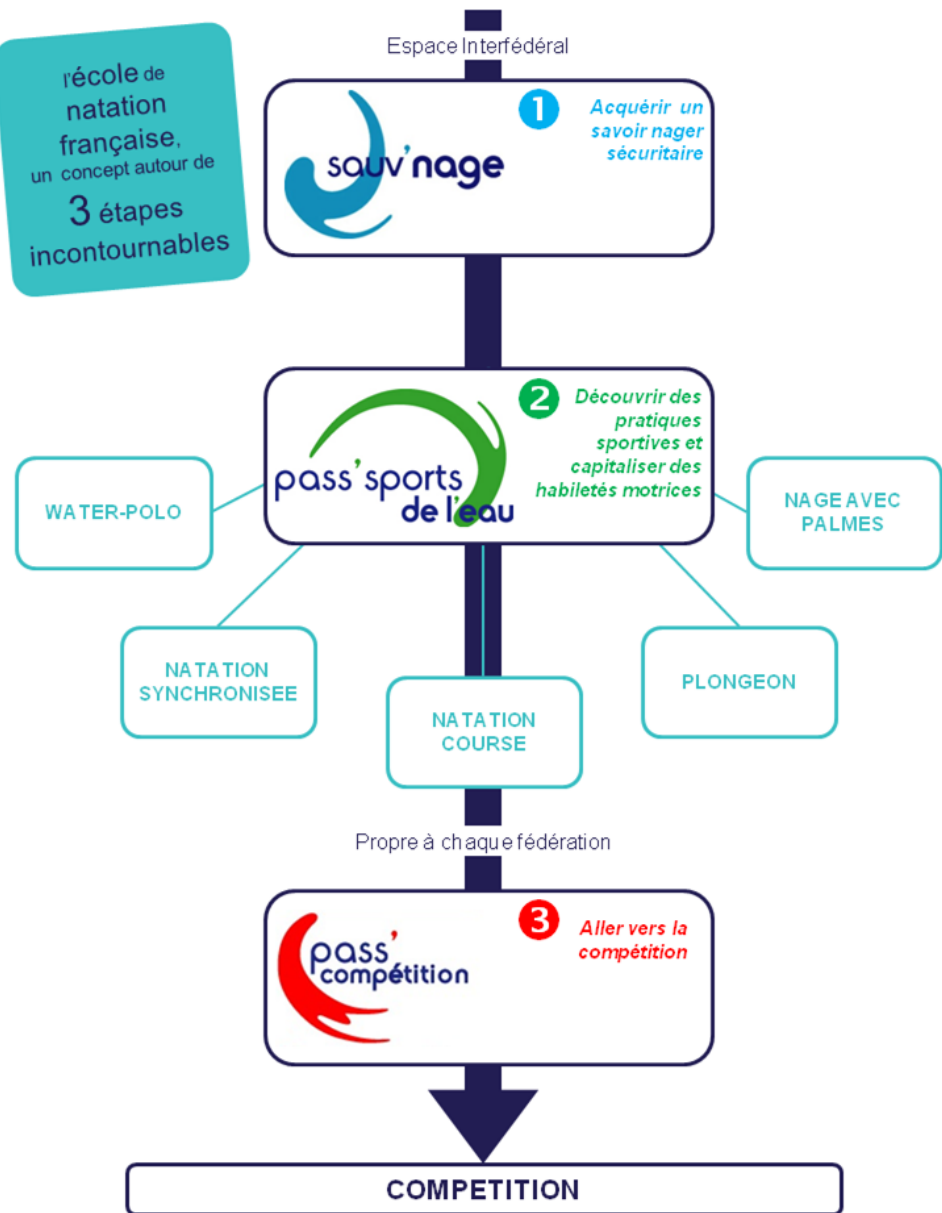 Espace Interfédéral
l'école de
natation
française,
un concept autour de
3 étapes
incontournables
sauv'nage
1
Acquérir un
savoir nager
sécuritaire
pass'sports
de l'eau
2
Découvrir des
pratiques
sportives et
capitaliser des
habiletés motrices
WATER-POLO
NAGE AVEC
PALMES
NATATION
SYNCHRONISEE
NATATION
COURSE
PLONGEON
Propre à chaque fédération
pass'
compétition
3
Aller vers la
compétition
COMPETITION